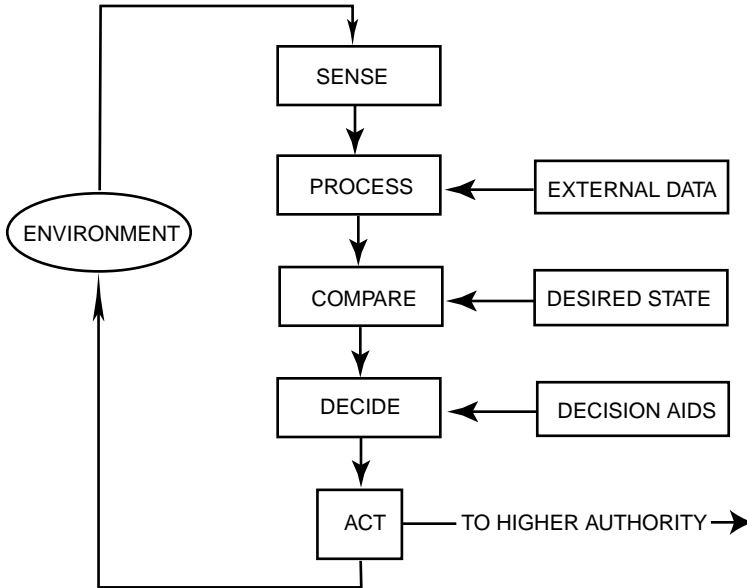 SENSE
PROCESS
EXTERNAL DATA
ENVIRONMENT
COMPARE
DESIRED STATE
DECIDE
DECISION AIDS
ACT
TO HIGHER AUTHORITY